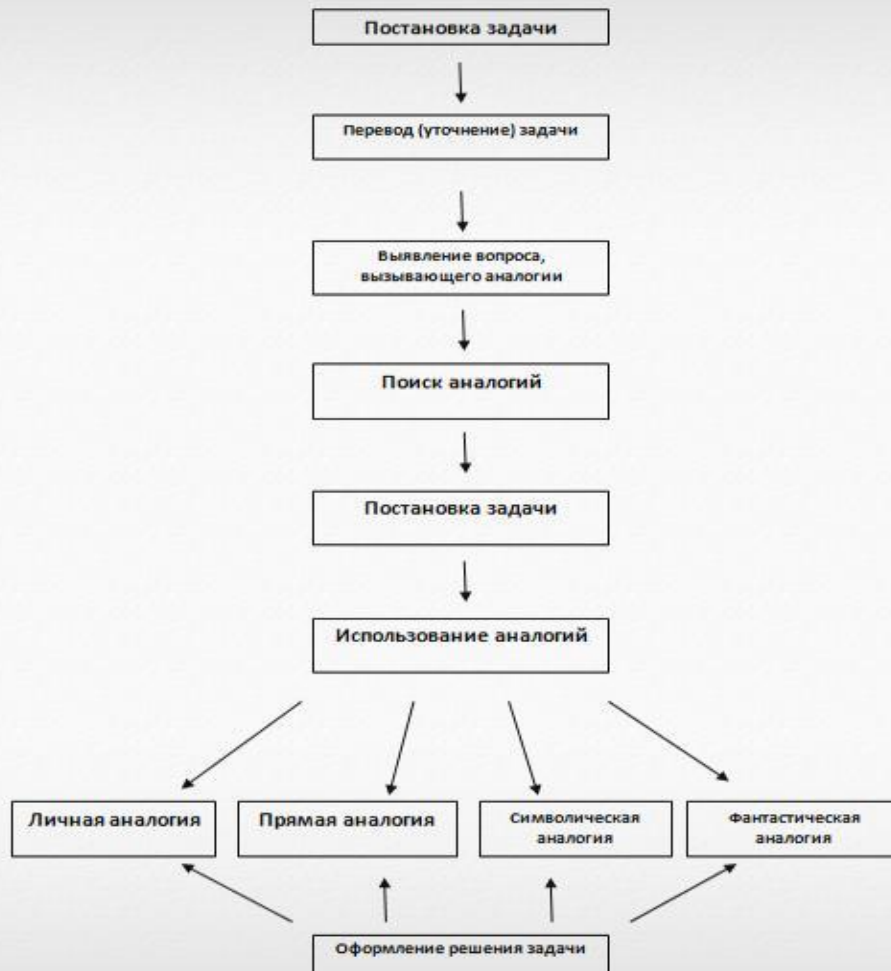 Постановка задачи
Перевод (уточнение) задачи
Выявление вопроса,
вызывающего аналогии
Поиск аналогий
Постановка задачи
Использование аналогий
Личная аналогия
Прямая аналогия
Символическая
аналогия
Фантастическая
аналогия
Оформление решения задачи